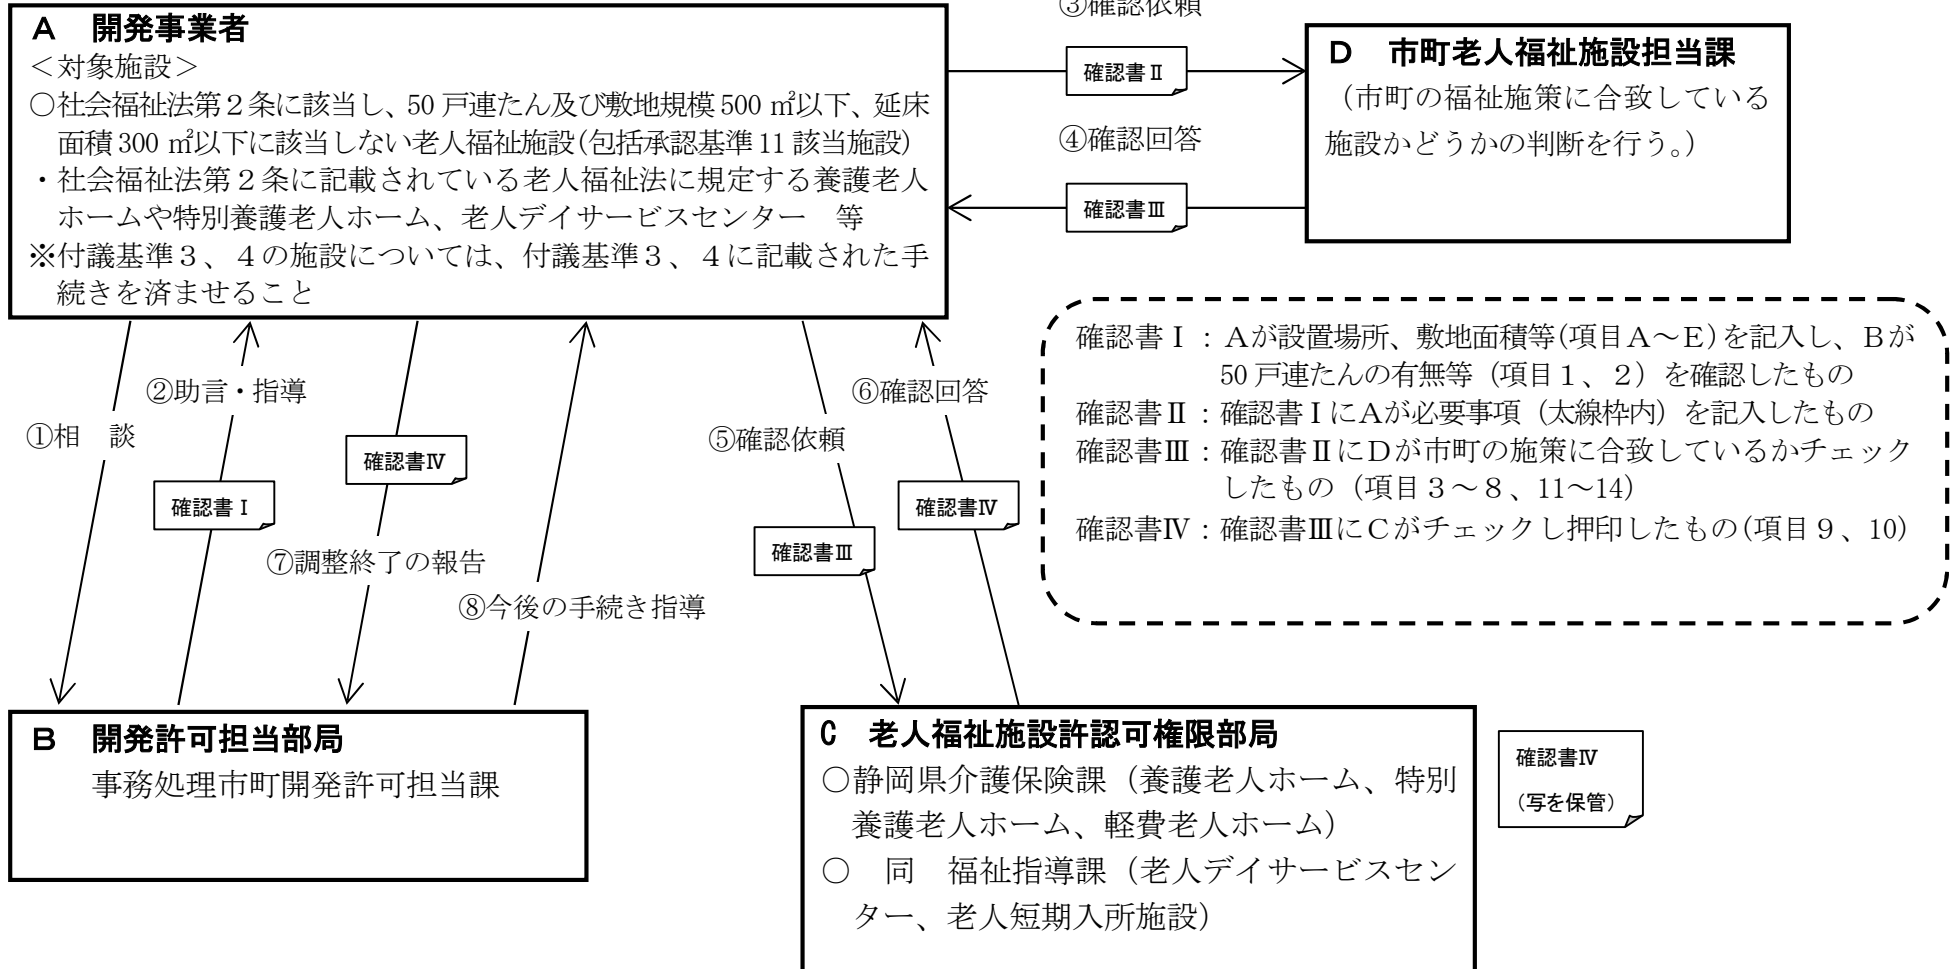 ③確認依頼
A 開発事業者
＜対象施設＞
○社会福祉法第２条に該当し、50 戸連たん及び敷地規模 500 ㎡以下、延床
面積 300 ㎡以下に該当しない老人福祉施設(包括承認基準 11 該当施設)
・社会福祉法第２条に記載されている老人福祉法に規定する養護老人
ホームや特別養護老人ホーム、老人デイサービスセンター　等
※付議基準３、４の施設については、付議基準３、４に記載された手
続きを済ませること
確認書Ⅱ
④確認回答
確認書Ⅲ
D 市町老人福祉施設担当課
（市町の福祉施策に合致している
施設かどうかの判断を行う。）
確認書Ⅰ：Aが設置場所、敷地面積等(項目A～E)を記入し、Bが
50 戸連たんの有無等（項目１、２）を確認したもの
確認書Ⅱ：確認書ⅠにAが必要事項（太線枠内）を記入したもの
確認書Ⅲ：確認書ⅡにDが市町の施策に合致しているかチェック
したもの（項目３～８、11～14）
確認書Ⅳ：確認書ⅢにCがチェックし押印したもの(項目９、10)
①相　談
②助言・指導
確認書Ⅰ
確認書Ⅳ
⑦調整終了の報告
⑧今後の手続き指導
⑤確認依頼
確認書Ⅲ
⑥確認回答
確認書Ⅳ
B 開発許可担当部局
事務処理市町開発許可担当課
C 老人福祉施設許認可権限部局
○静岡県介護保険課（養護老人ホーム、特別
養護老人ホーム、軽費老人ホーム）
○　同　福祉指導課（老人デイサービスセン
ター、老人短期入所施設）
確認書Ⅳ
（写を保管）